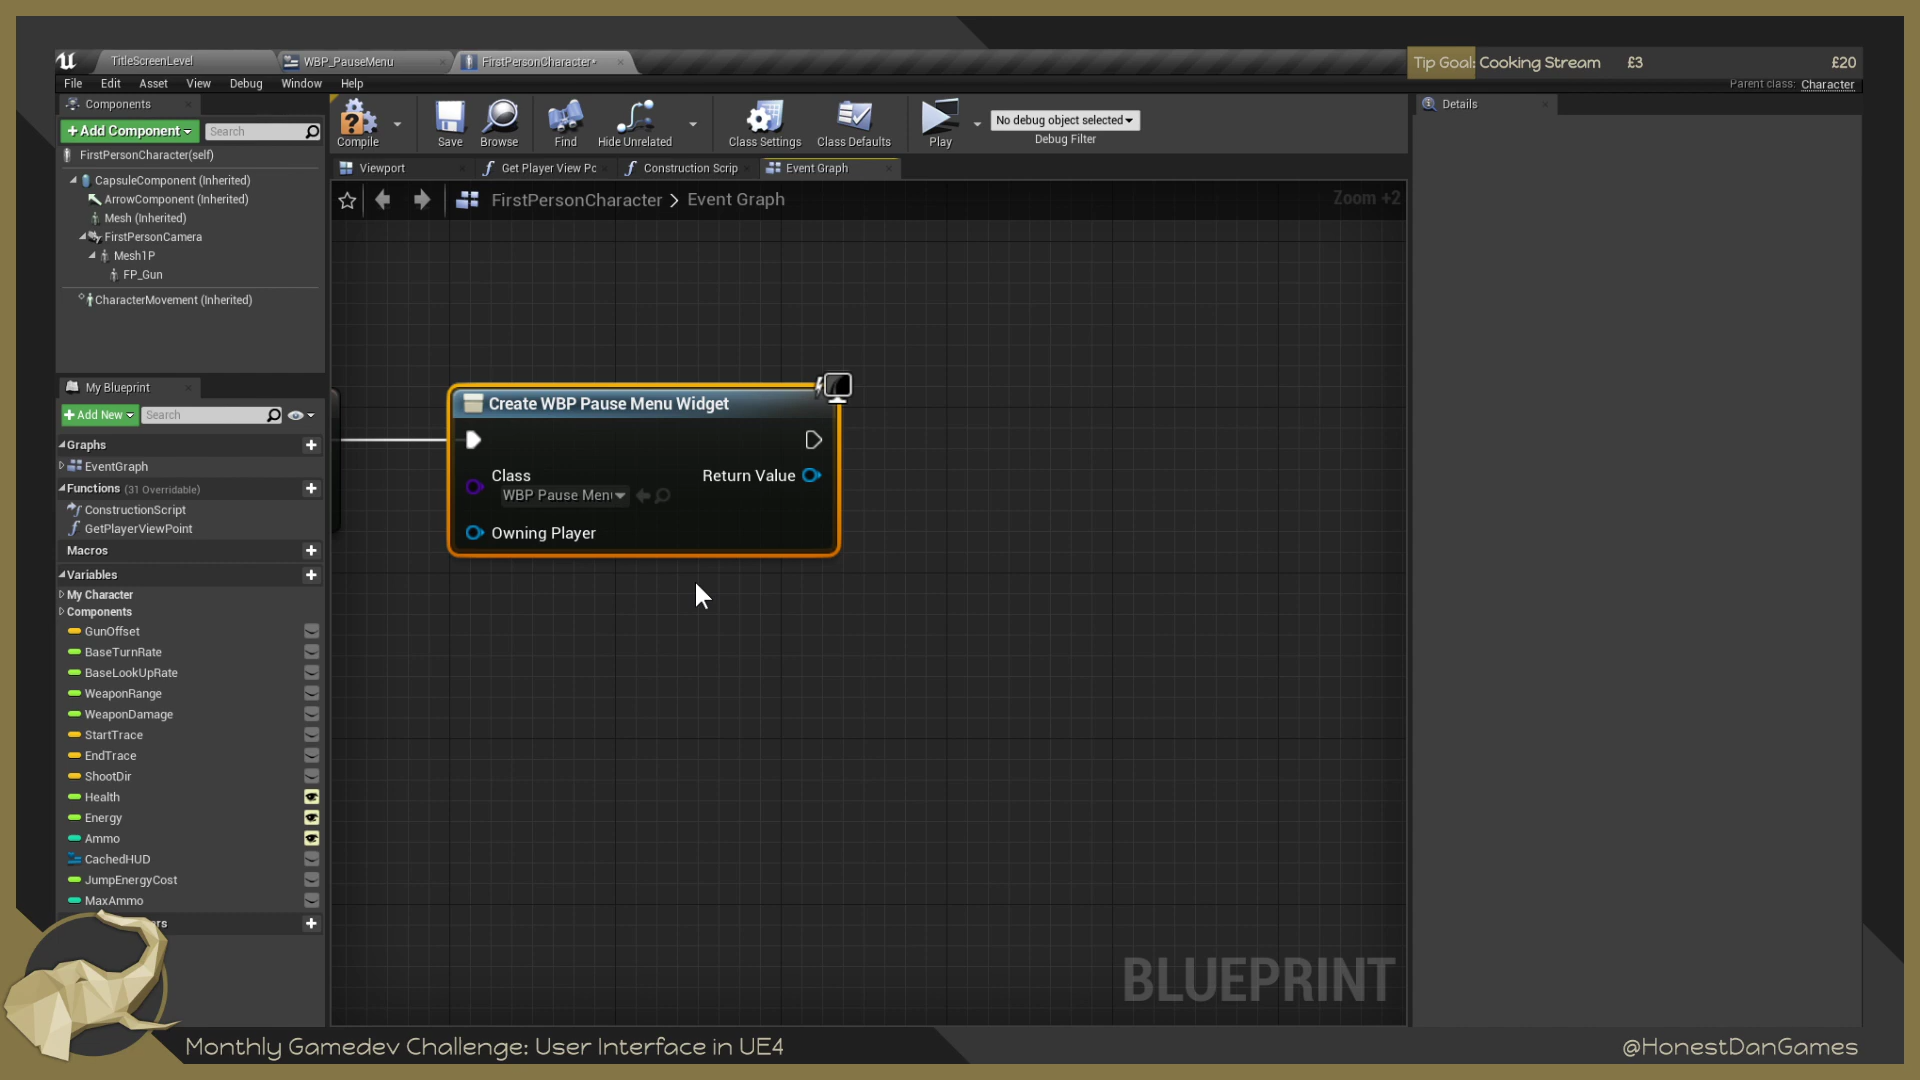 TitleScreenLevel
WBP_PauseMenu
FirstPersonCharacter*
Tip Goal: Cooking Stream £3 £20
File Edit Asset View Debug Window Help
Parent class: Character
Components
Details
+Add Component
Search
Compile
Save
Browse
Find
Hide Unrelated
Class Settings
Class Defaults
Play
No debug object selected
Debug Filter
FirstPersonCharacter(self)
CapsuleComponent (Inherited)
ArrowComponent (Inherited)
Mesh (Inherited)
FirstPersonCamera
Mesh1P
FP_Gun
CharacterMovement (Inherited)
Viewport
Get Player View Pc
Construction Scrip
Event Graph
FirstPersonCharacter > Event Graph
Zoom +2
My Blueprint
+Add New
Search
Graphs
EventGraph
Functions (31 Overridable)
ConstructionScript
GetPlayerViewPoint
Macros
Variables
My Character
Components
GunOffset
BaseTurnRate
BaseLookUpRate
WeaponRange
WeaponDamage
StartTrace
EndTrace
ShootDir
Health
Energy
Ammo
CachedHUD
JumpEnergyCost
MaxAmmo
Create WBP Pause Menu Widget
Class
WBP Pause Men
Return Value
Owning Player
BLUEPRINT
Monthly Gamedev Challenge: User Interface in UE4
@HonestDanGames